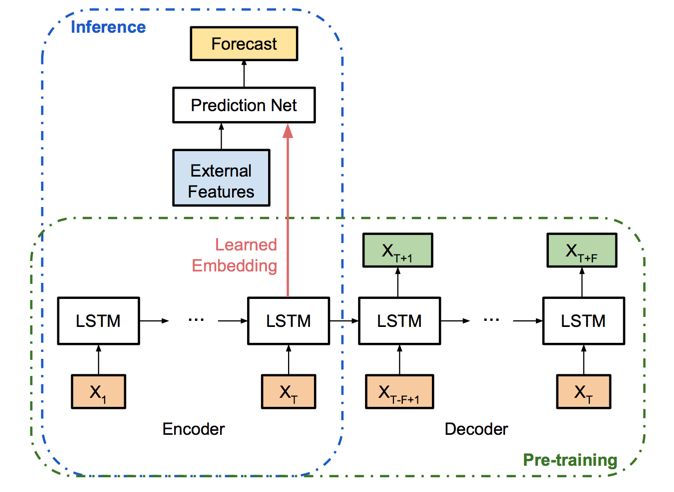 Inference
Forecast
Prediction Net
External
Features
Learned
Embedding
X_{T+1}
X_{T+F}
LSTM
...
LSTM
LSTM
...
LSTM
X_1
X_T
X_{T-F+1}
X_T
Encoder
Decoder
Pre-training